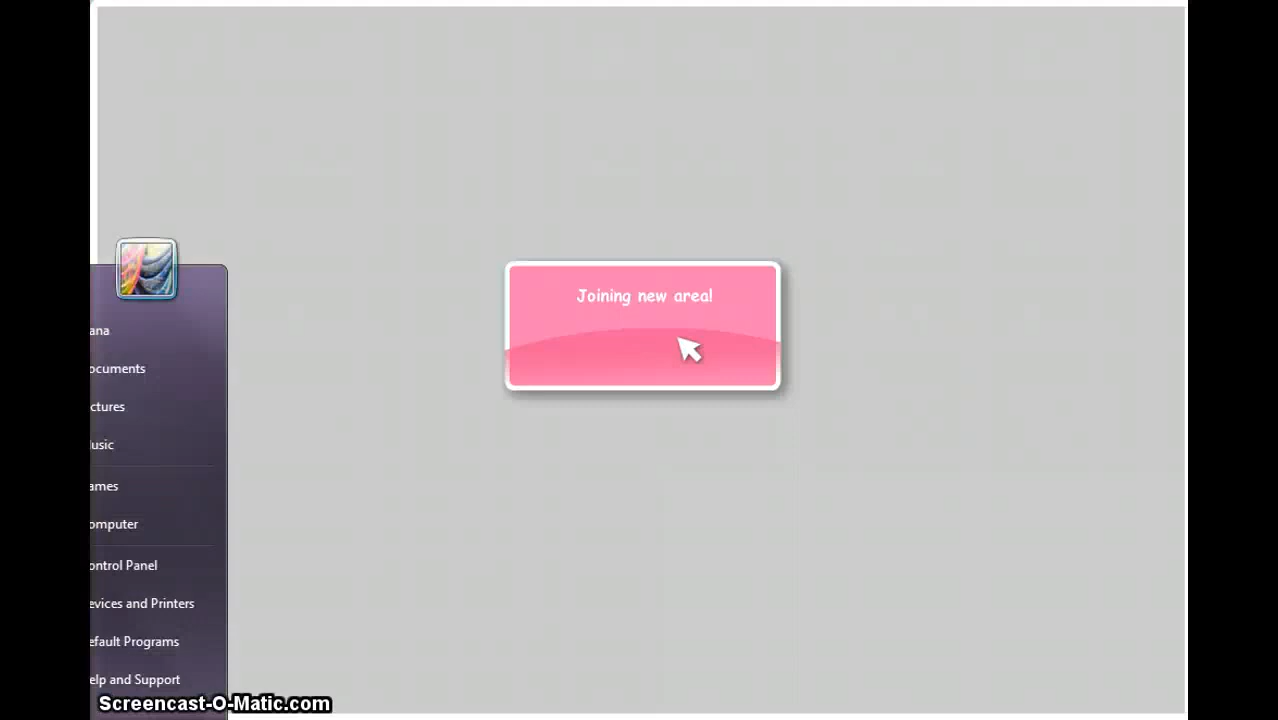 Joining new area!
ana
ocuments
ctures
usic
ames
omputer
ontrol Panel
evices and Printers
efault Programs
elp and Support
Screencast-O-Matic.com